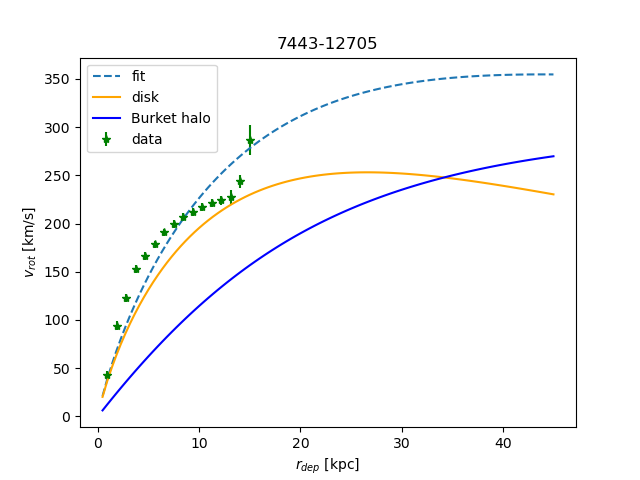 7443-12705
fit
disk
Burket halo
data
350
300
250
200
150
100
50
0
v_rot [km/s]
0 10 20 30 40
r_dep [kpc]